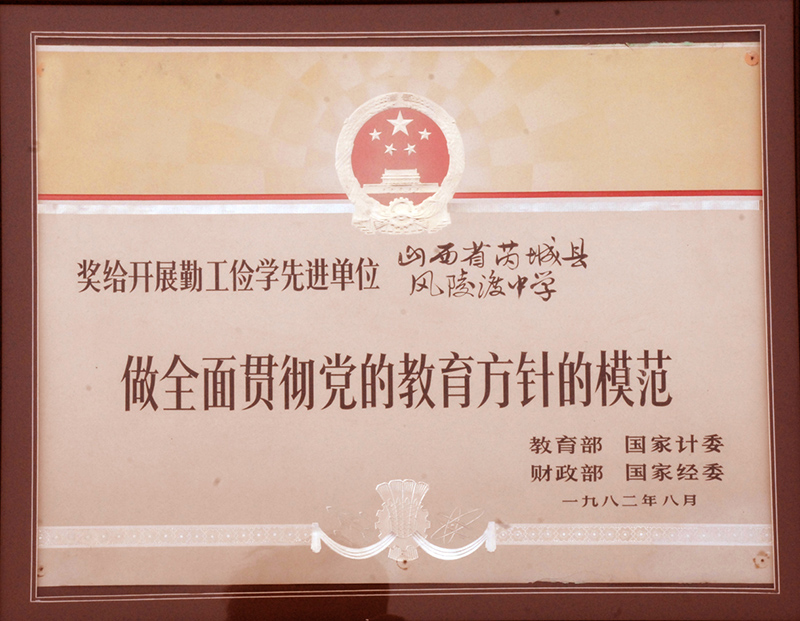 奖给开展勤工俭学先进单位 山西省芮城县
风陵渡中学
做全面贯彻党的教育方针的模范
教育部 国家计委
财政部 国家经委
一九八二年八月